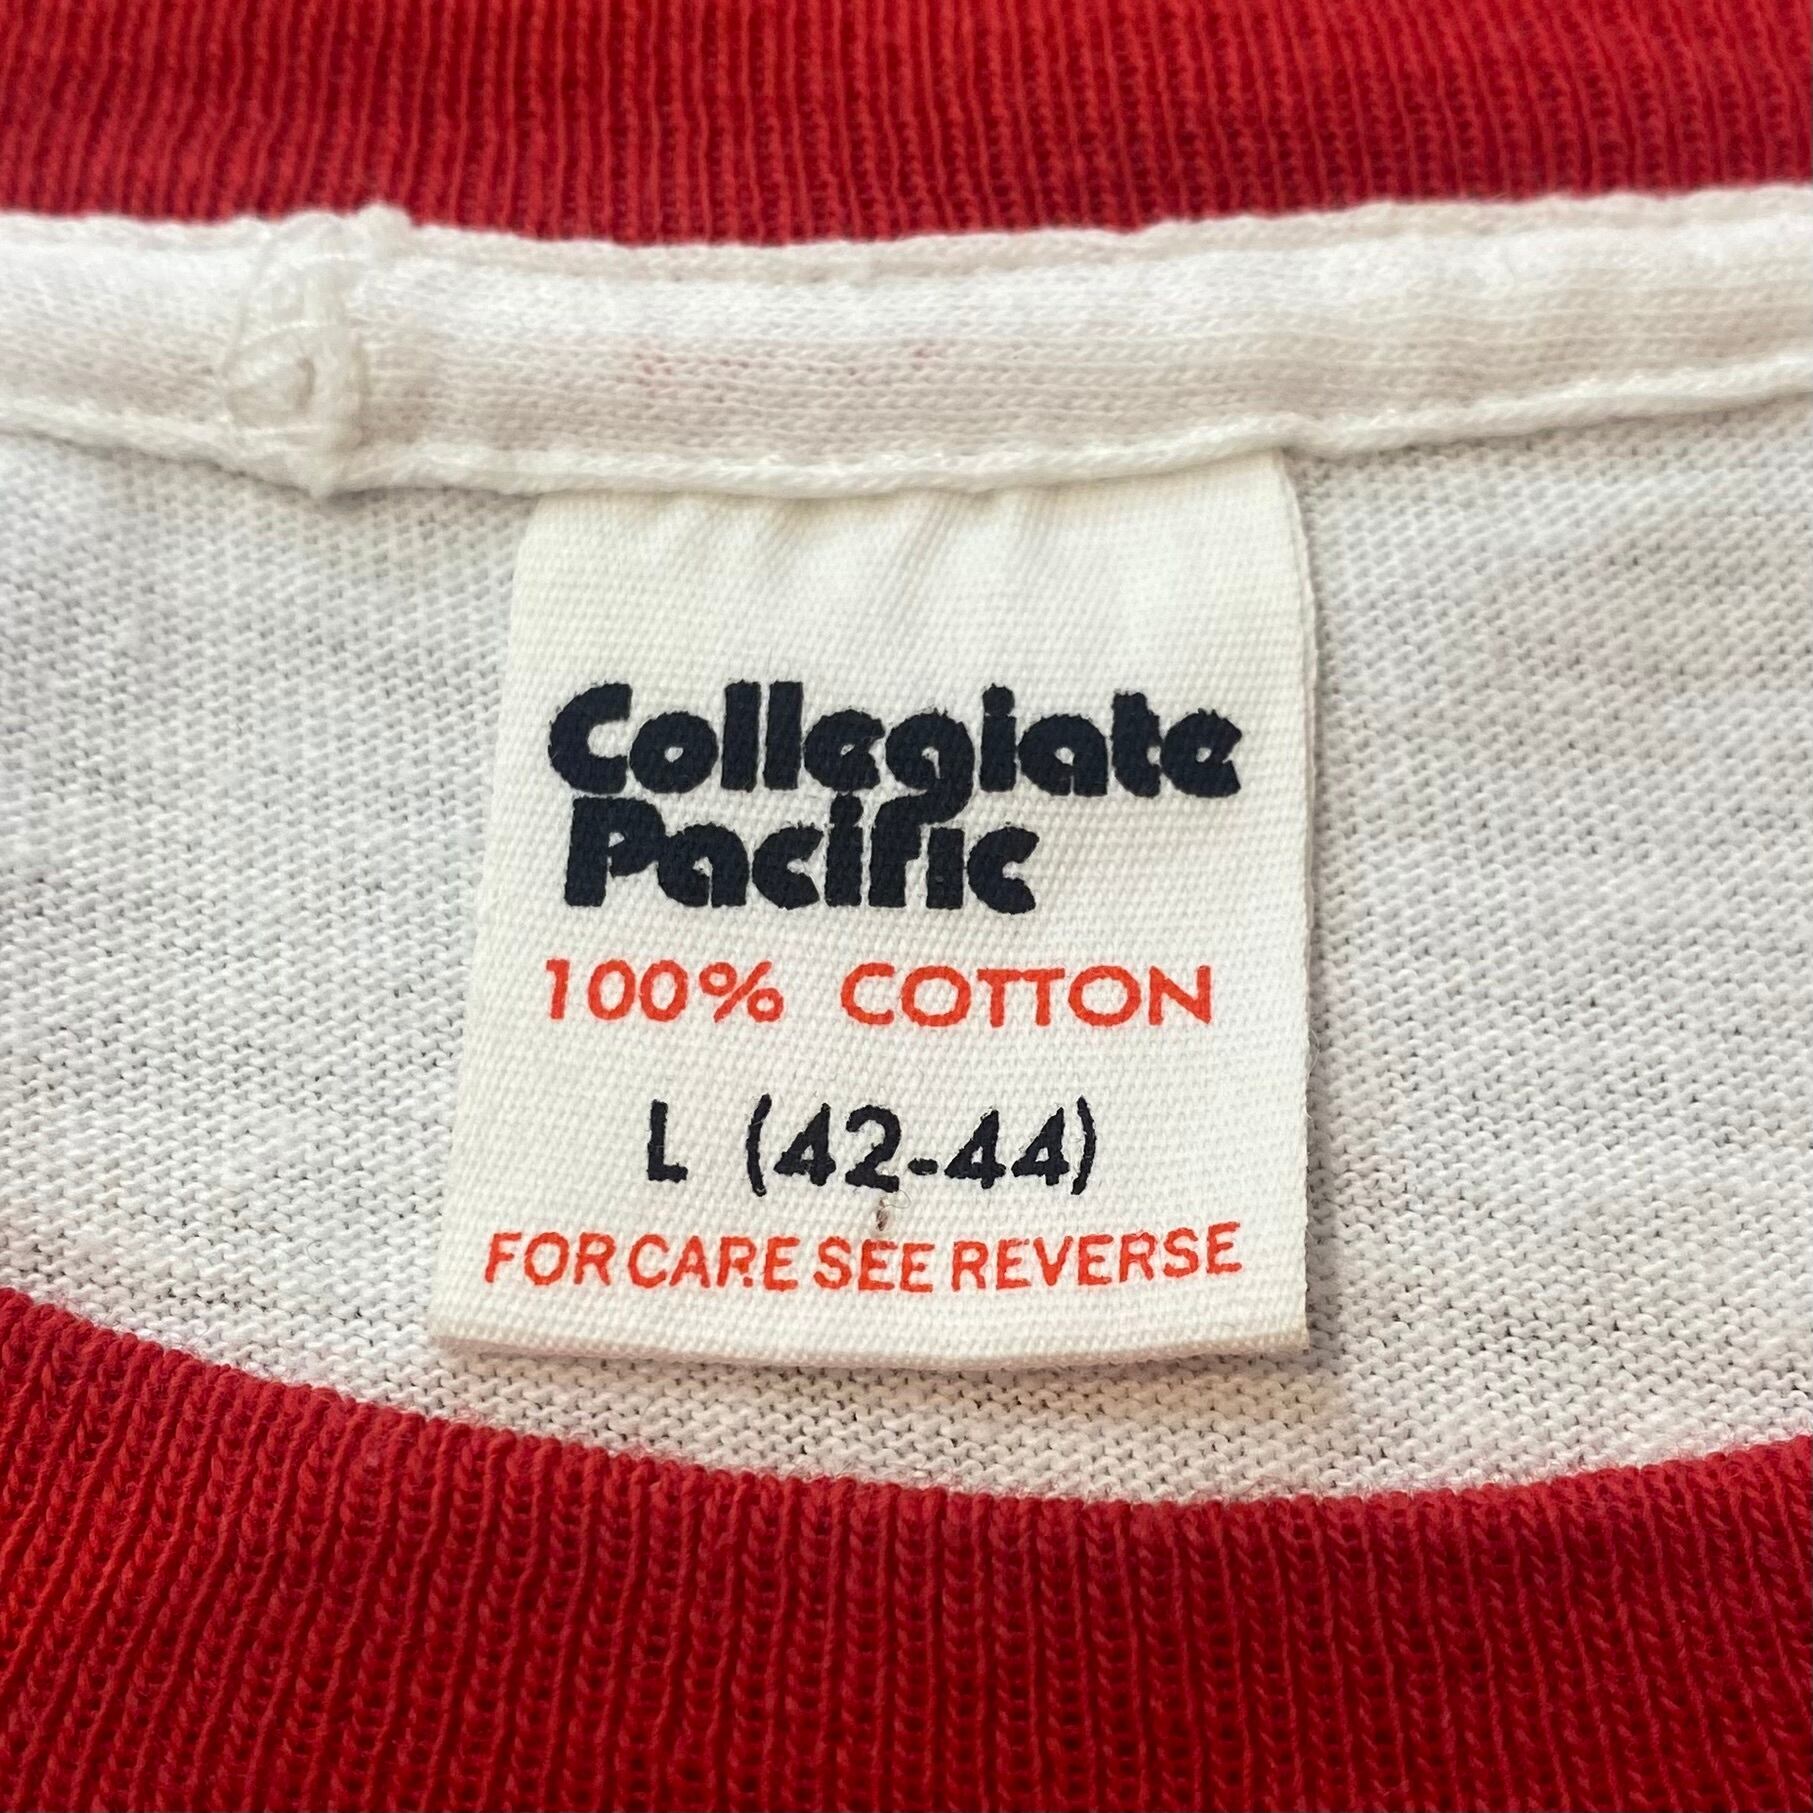 Collegiate
Pacific
100% COTTON
L (42-44)
FOR CARE SEE REVERSE